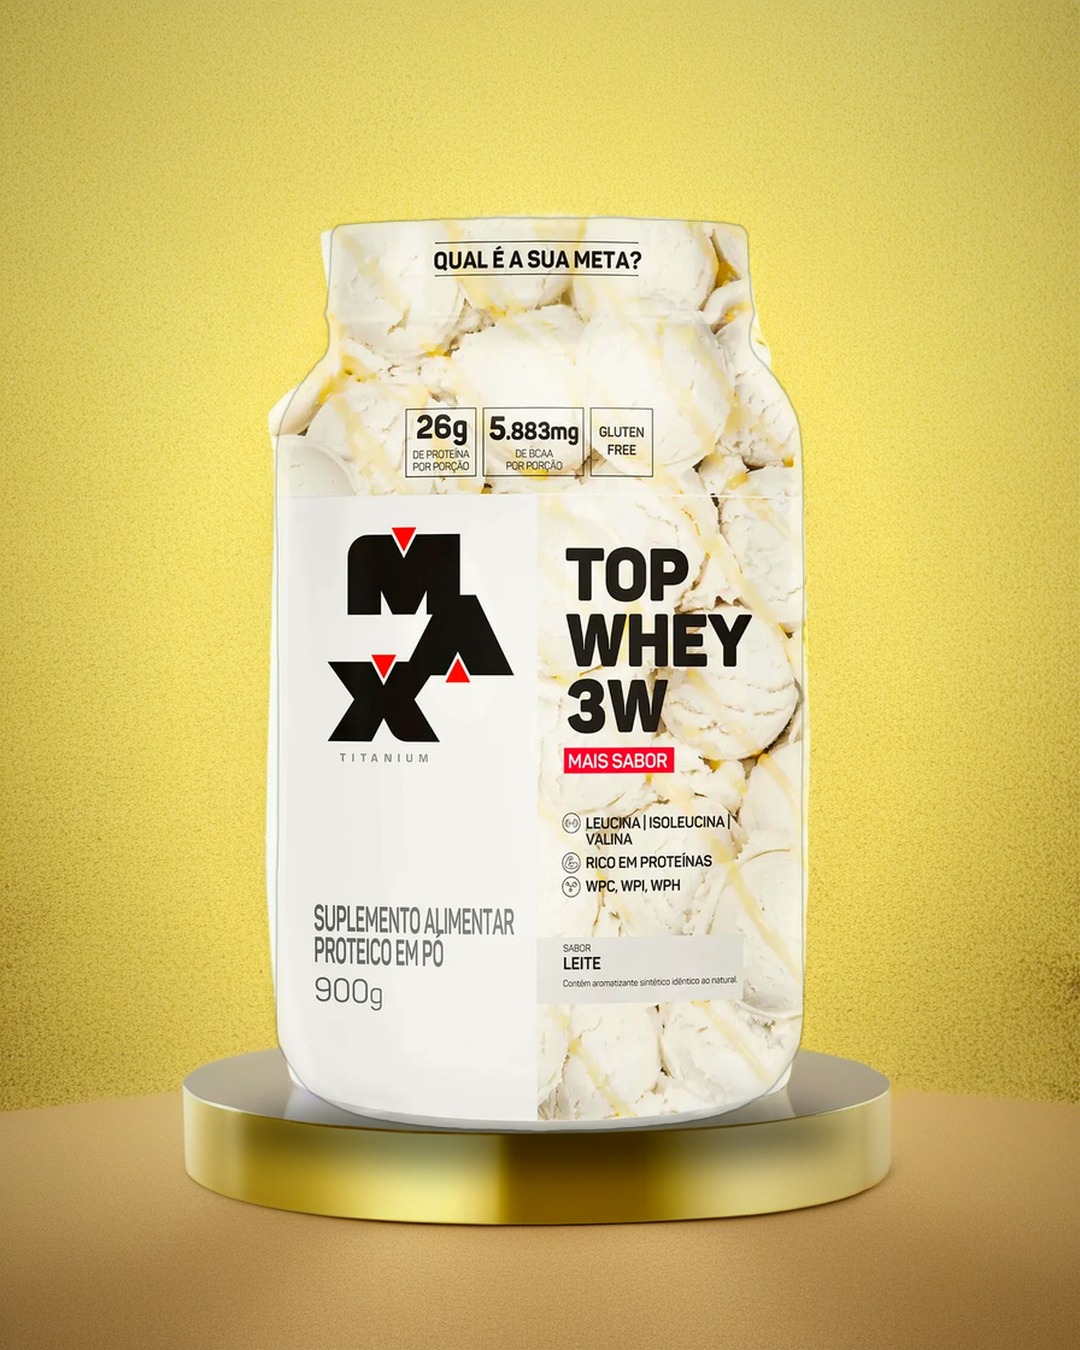 QUAL É A SUA META?
26g
DE PROTEÍNA
POR PORÇÃO
5.883mg
DE BCAA
POR PORÇÃO
GLUTEN
FREE
MAX
TITANIUM
TOP
WHEY
3W
MAIS SABOR
LEUCINA | ISOLEUCINA |
VALINA
RICO EM PROTEÍNAS
WPC, WPI, WPH
SUPLEMENTO ALIMENTAR
PROTEICO EM PÓ
900g
SABOR
LEITE
Contém aromatizante sintético idêntico ao natural.